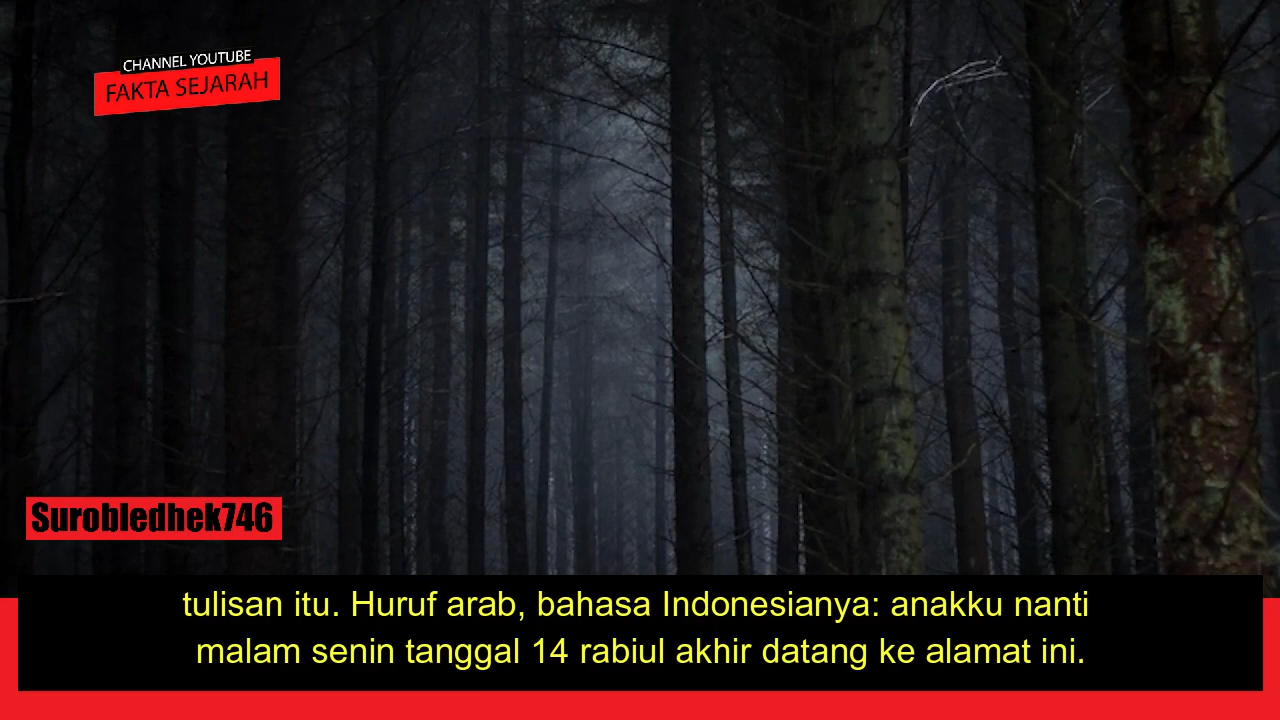 CHANNEL YOUTUBE
FAKTA SEJARAH
Surobledhek746
tulisan itu. Huruf arab, bahasa Indonesianya: anakku nanti
malam senin tanggal 14 rabiul akhir datang ke alamat ini.